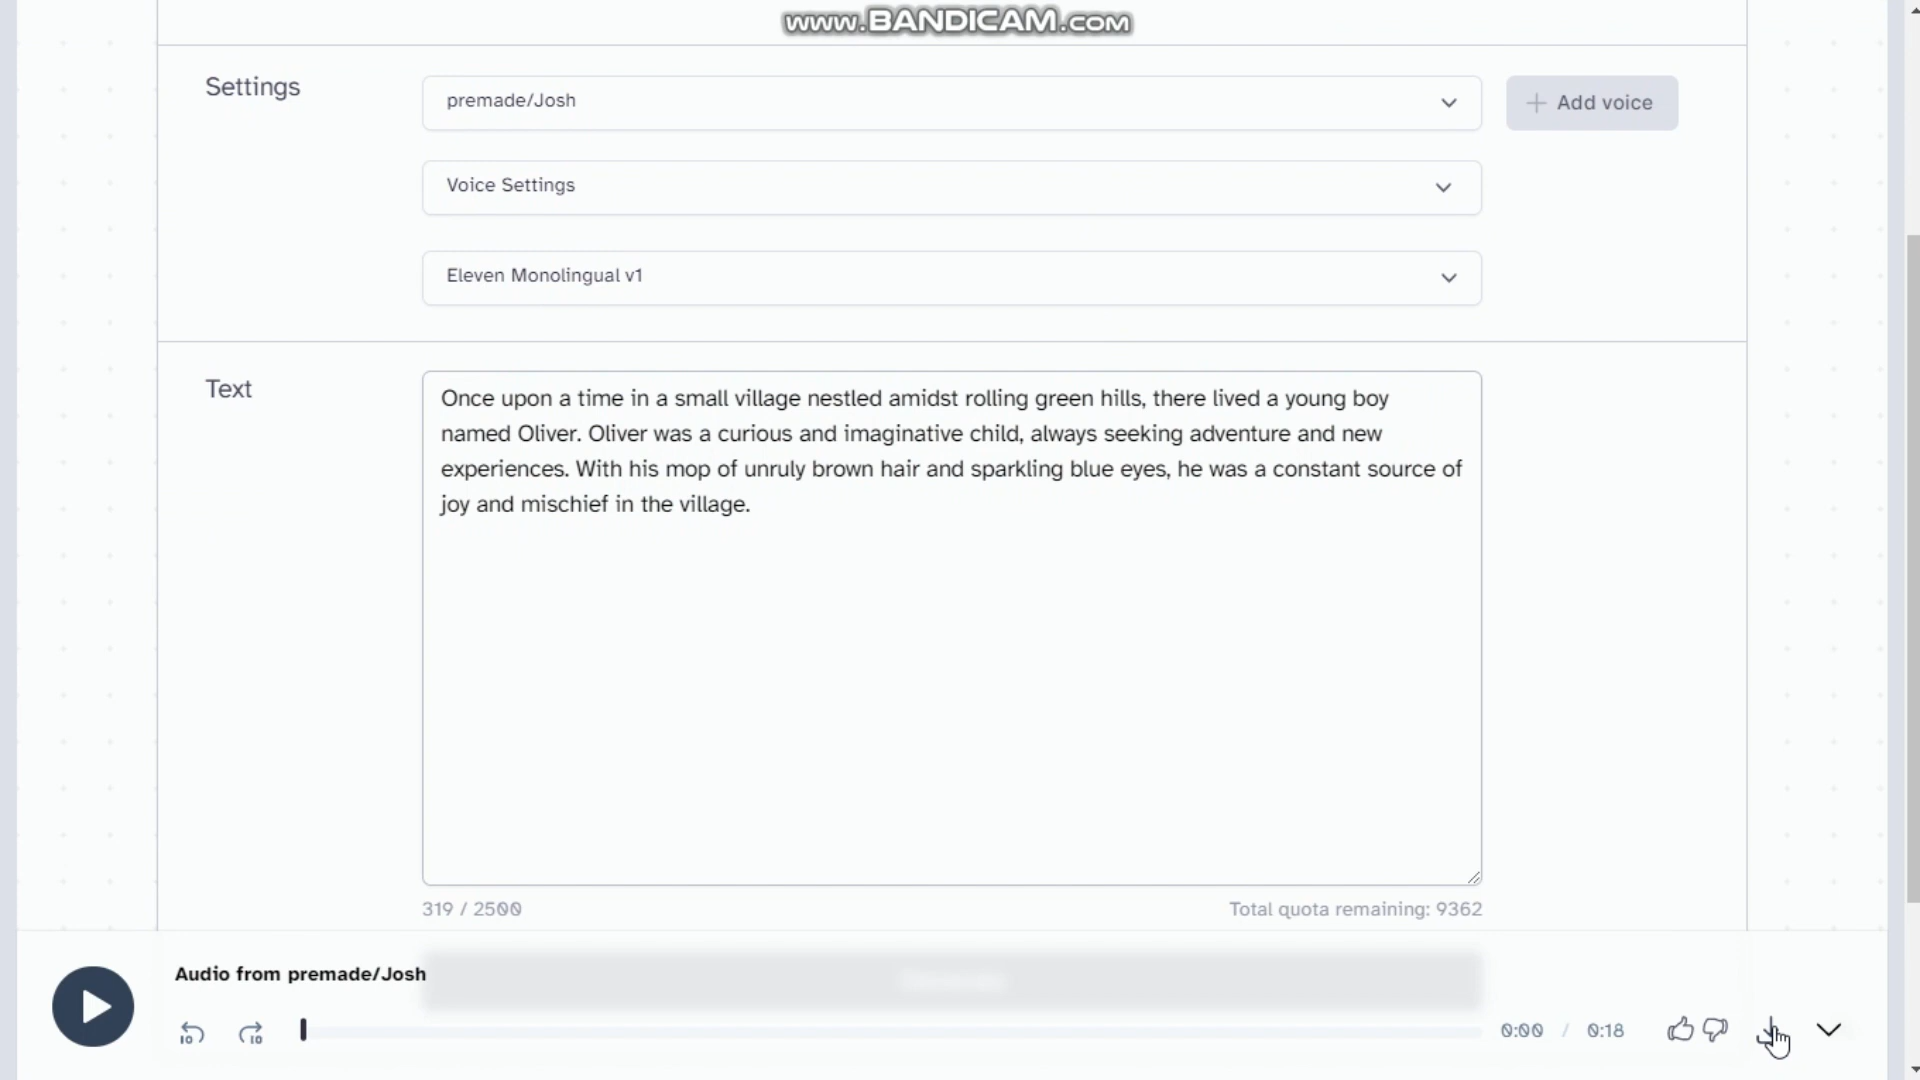 www.BANDICAM.com
Settings
premade/Josh
Add voice
Voice Settings
Eleven Monolingual v1
Text
Once upon a time in a small village nestled amidst rolling green hills, there lived a young boy
named Oliver. Oliver was a curious and imaginative child, always seeking adventure and new
experiences. With his mop of unruly brown hair and sparkling blue eyes, he was a constant source of
joy and mischief in the village.
319 / 2500
Total quota remaining: 9362
Audio from premade/Josh
10
10
0:00 / 0:18